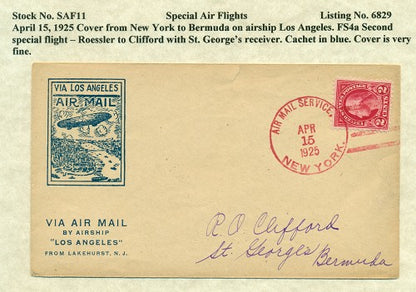 Stock No. SAF11 Special Air Flights Listing No. 6829
April 15, 1925 Cover from New York to Bermuda on airship Los Angeles. FS4a Second
special flight – Roessler to Clifford with St. George's receiver. Cachet in blue. Cover is very
fine.
VIA LOS ANGELES
AIR MAIL
AIR MAIL SERVICE,
APR
15
1925
NEW YORK.
2 CENTS 2
VIA AIR MAIL
BY AIRSHIP
"LOS ANGELES"
FROM LAKEHURST, N. J.
R. O. Clifford
St. Georges
Bermuda